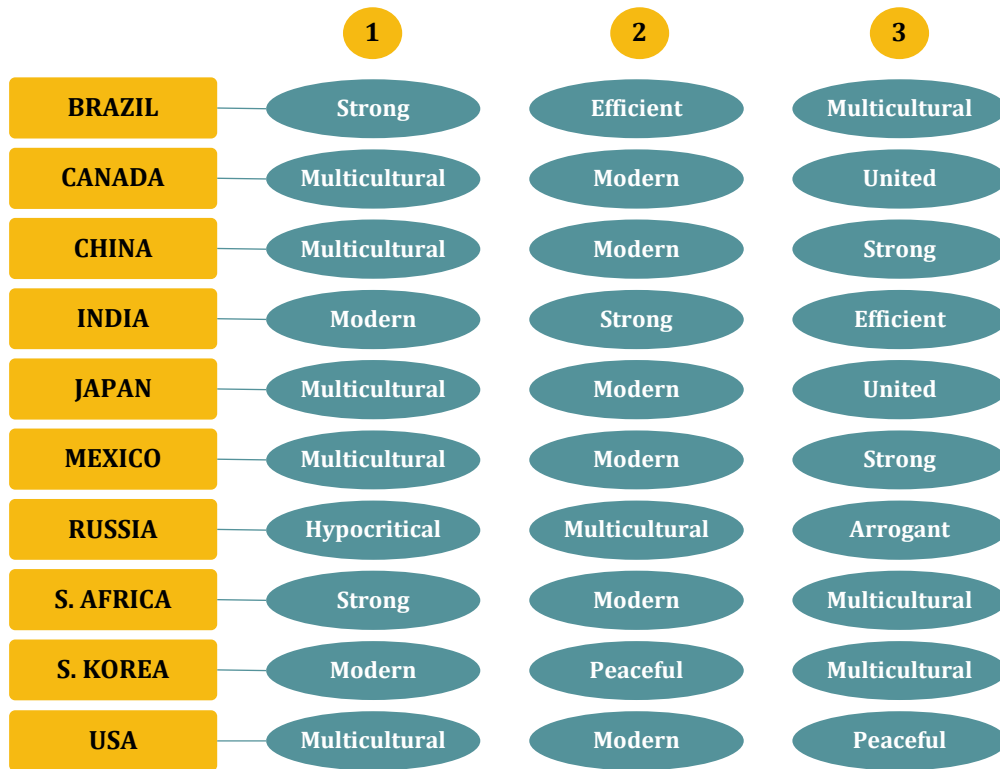 1 2 3
BRAZIL Strong Efficient Multicultural
CANADA Multicultural Modern United
CHINA Multicultural Modern Strong
INDIA Modern Strong Efficient
JAPAN Multicultural Modern United
MEXICO Multicultural Modern Strong
RUSSIA Hypocritical Multicultural Arrogant
S. AFRICA Strong Modern Multicultural
S. KOREA Modern Peaceful Multicultural
USA Multicultural Modern Peaceful